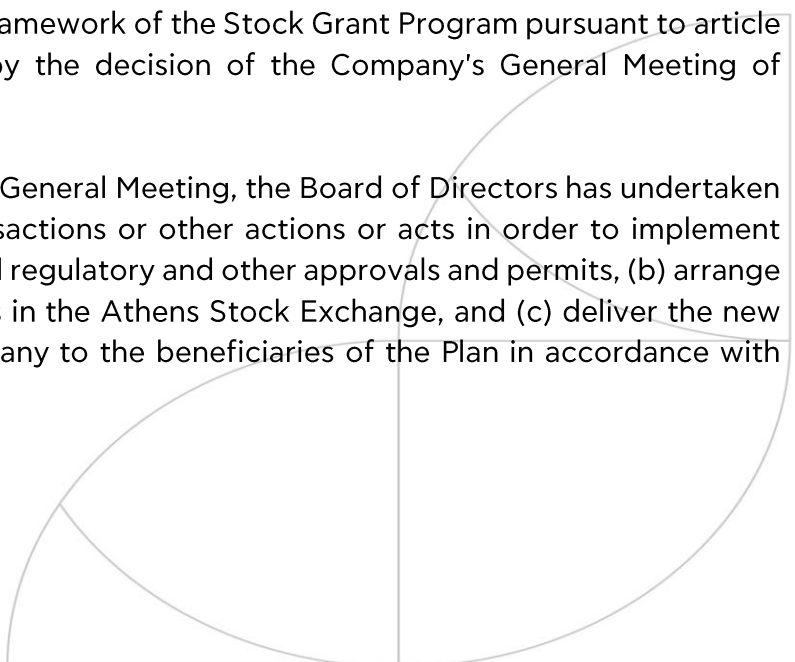 amework of the Stock Grant Program pursuant to article
by the decision of the Company's General Meeting of
General Meeting, the Board of Directors has undertaken
sactions or other actions or acts in order to implement
regulatory and other approvals and permits, (b) arrange
in the Athens Stock Exchange, and (c) deliver the new
any to the beneficiaries of the Plan in accordance with